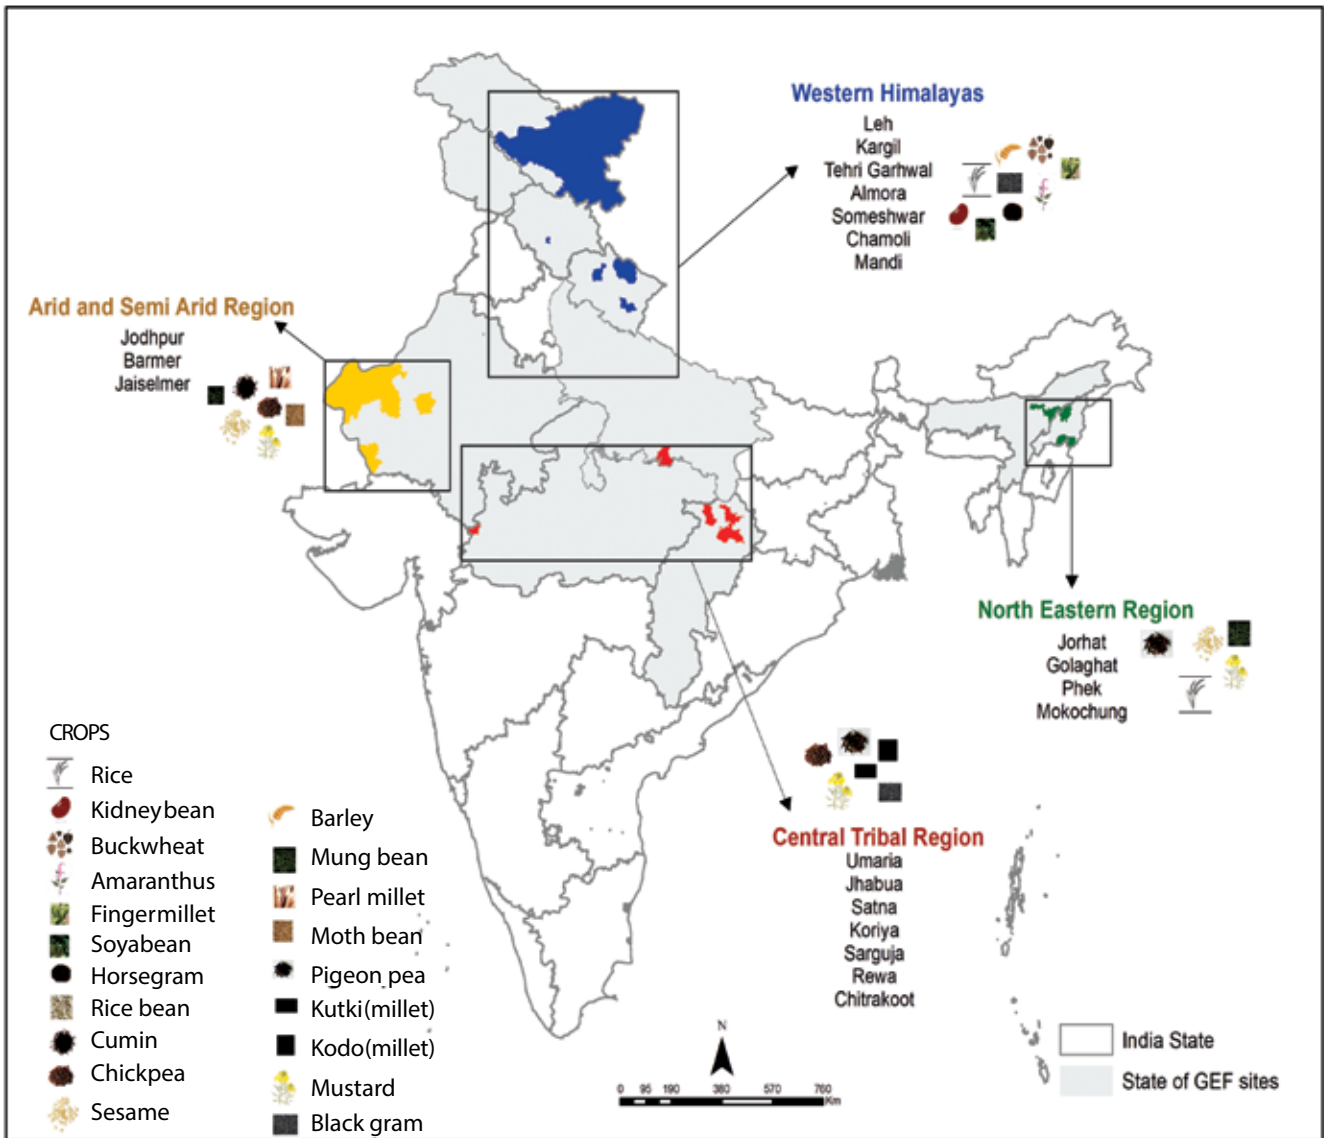 Western Himalayas
Leh
Kargil
Tehri Garhwal
Almora
Someshwar
Chamoli
Mandi
Arid and Semi Arid Region
Jodhpur
Barmer
Jaiselmer
North Eastern Region
Jorhat
Golaghat
Phek
Mokochung
Central Tribal Region
Umaria
Jhabua
Satna
Koriya
Sarguja
Rewa
Chitrakoot
CROPS
Rice
Kidneybean
Buckwheat
Amaranthus
Fingermillet
Soyabean
Horsegram
Rice bean
Cumin
Chickpea
Sesame
Barley
Mung bean
Pearl millet
Moth bean
Pigeon pea
Kutki(millet)
Kodo(millet)
Mustard
Black gram
N
0 95 190 380 570 760
Km
India State
State of GEF sites